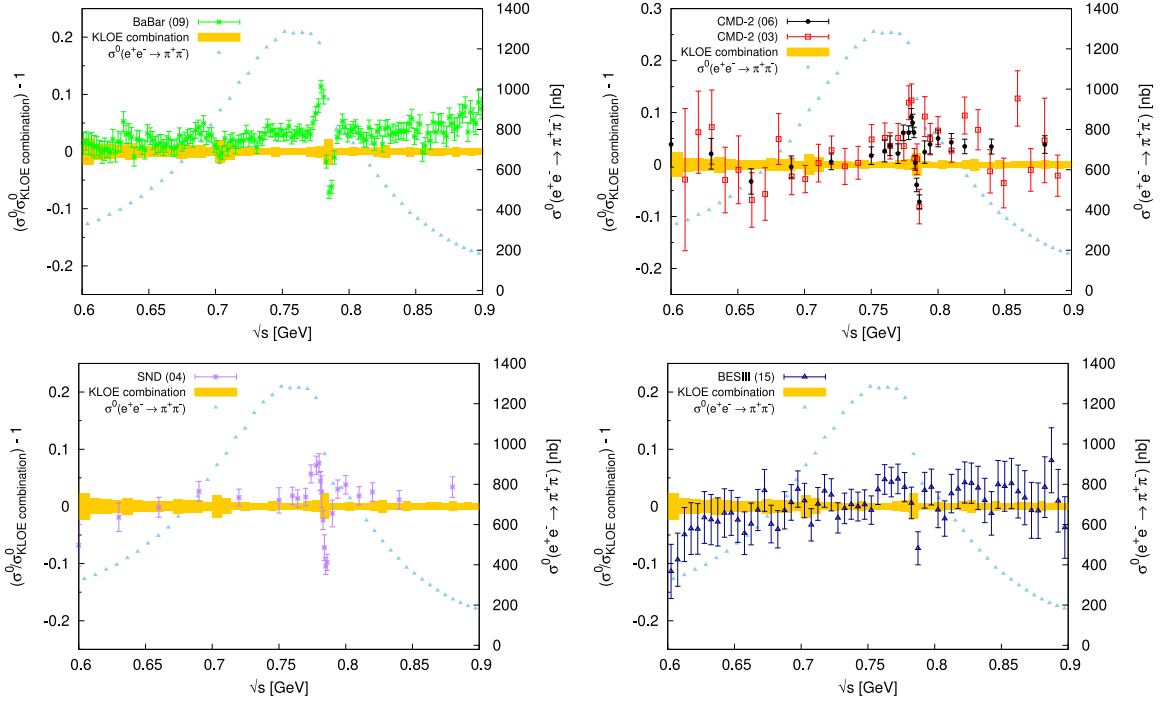 BaBar (09)
KLOE combination
σ⁰(e⁺e⁻ → π⁺π⁻)
(σ⁰/σ⁰KLOE combination) - 1
0.2
0.1
0
-0.1
-0.2
1400
1200
1000
800
600
400
200
0
σ⁰(e⁺e⁻ → π⁺π⁻) [nb]
0.6 0.65 0.7 0.75 0.8 0.85 0.9
√s [GeV]
CMD-2 (06)
CMD-2 (03)
KLOE combination
σ⁰(e⁺e⁻ → π⁺π⁻)
(σ⁰/σ⁰KLOE combination) - 1
0.3
0.2
0.1
0
-0.1
-0.2
1400
1200
1000
800
600
400
200
0
σ⁰(e⁺e⁻ → π⁺π⁻) [nb]
0.6 0.65 0.7 0.75 0.8 0.85 0.9
√s [GeV]
SND (04)
KLOE combination
σ⁰(e⁺e⁻ → π⁺π⁻)
(σ⁰/σ⁰KLOE combination) - 1
0.2
0.1
0
-0.1
-0.2
1400
1200
1000
800
600
400
200
0
σ⁰(e⁺e⁻ → π⁺π⁻) [nb]
0.6 0.65 0.7 0.75 0.8 0.85 0.9
√s [GeV]
BESIII (15)
KLOE combination
σ⁰(e⁺e⁻ → π⁺π⁻)
(σ⁰/σ⁰KLOE combination) - 1
0.2
0.1
0
-0.1
-0.2
1400
1200
1000
800
600
400
200
0
σ⁰(e⁺e⁻ → π⁺π⁻) [nb]
0.6 0.65 0.7 0.75 0.8 0.85 0.9
√s [GeV]